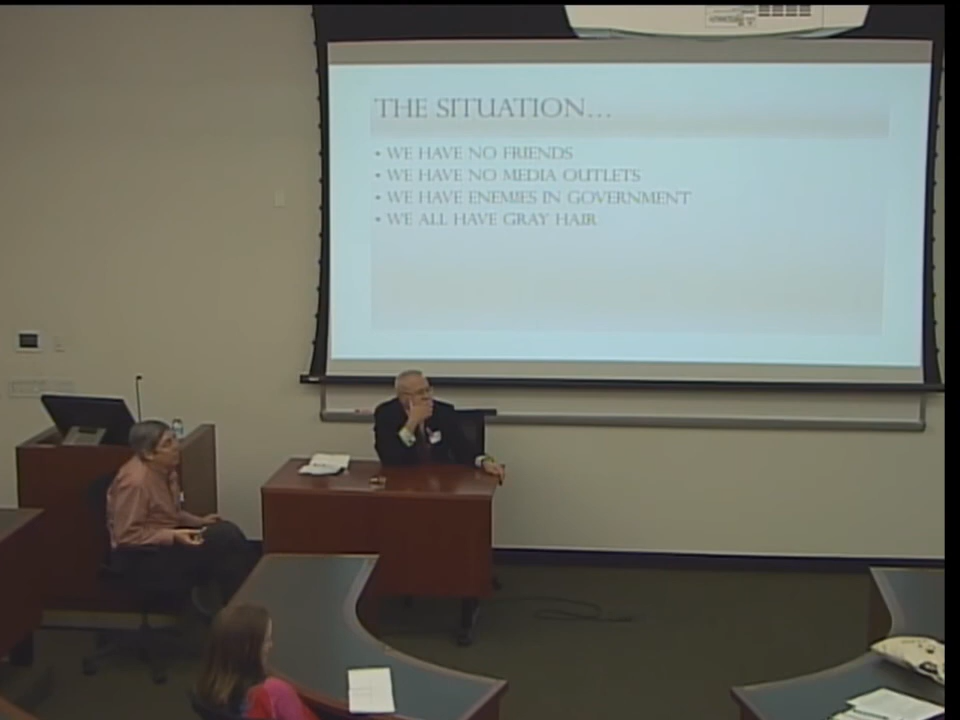 THE SITUATION...
• WE HAVE NO FRIENDS
• WE HAVE NO MEDIA OUTLETS
• WE HAVE ENEMIES IN GOVERNMENT
• WE ALL HAVE GRAY HAIR